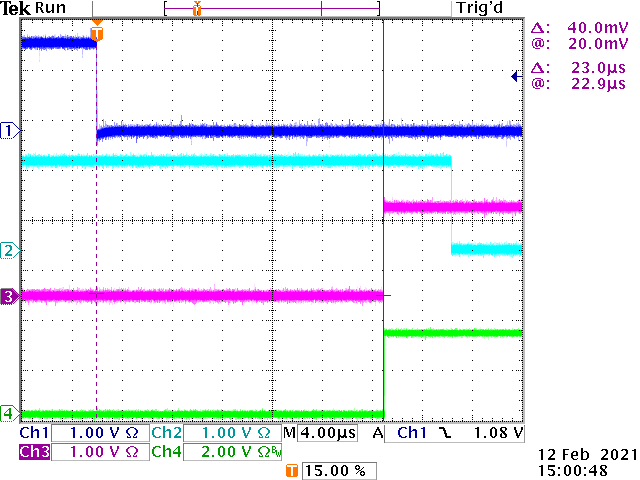 Tek Run Trig'd
T
T
Δ: 40.0mV
@: 20.0mV
Δ: 23.0µs
@: 22.9µs
1
2
3
4
Ch1 1.00 V Ω Ch2 1.00 V Ω M 4.00µs A Ch1 1.08 V
Ch3 1.00 V Ω Ch4 2.00 V Ω BW
T 15.00 %
12 Feb 2021
15:00:48